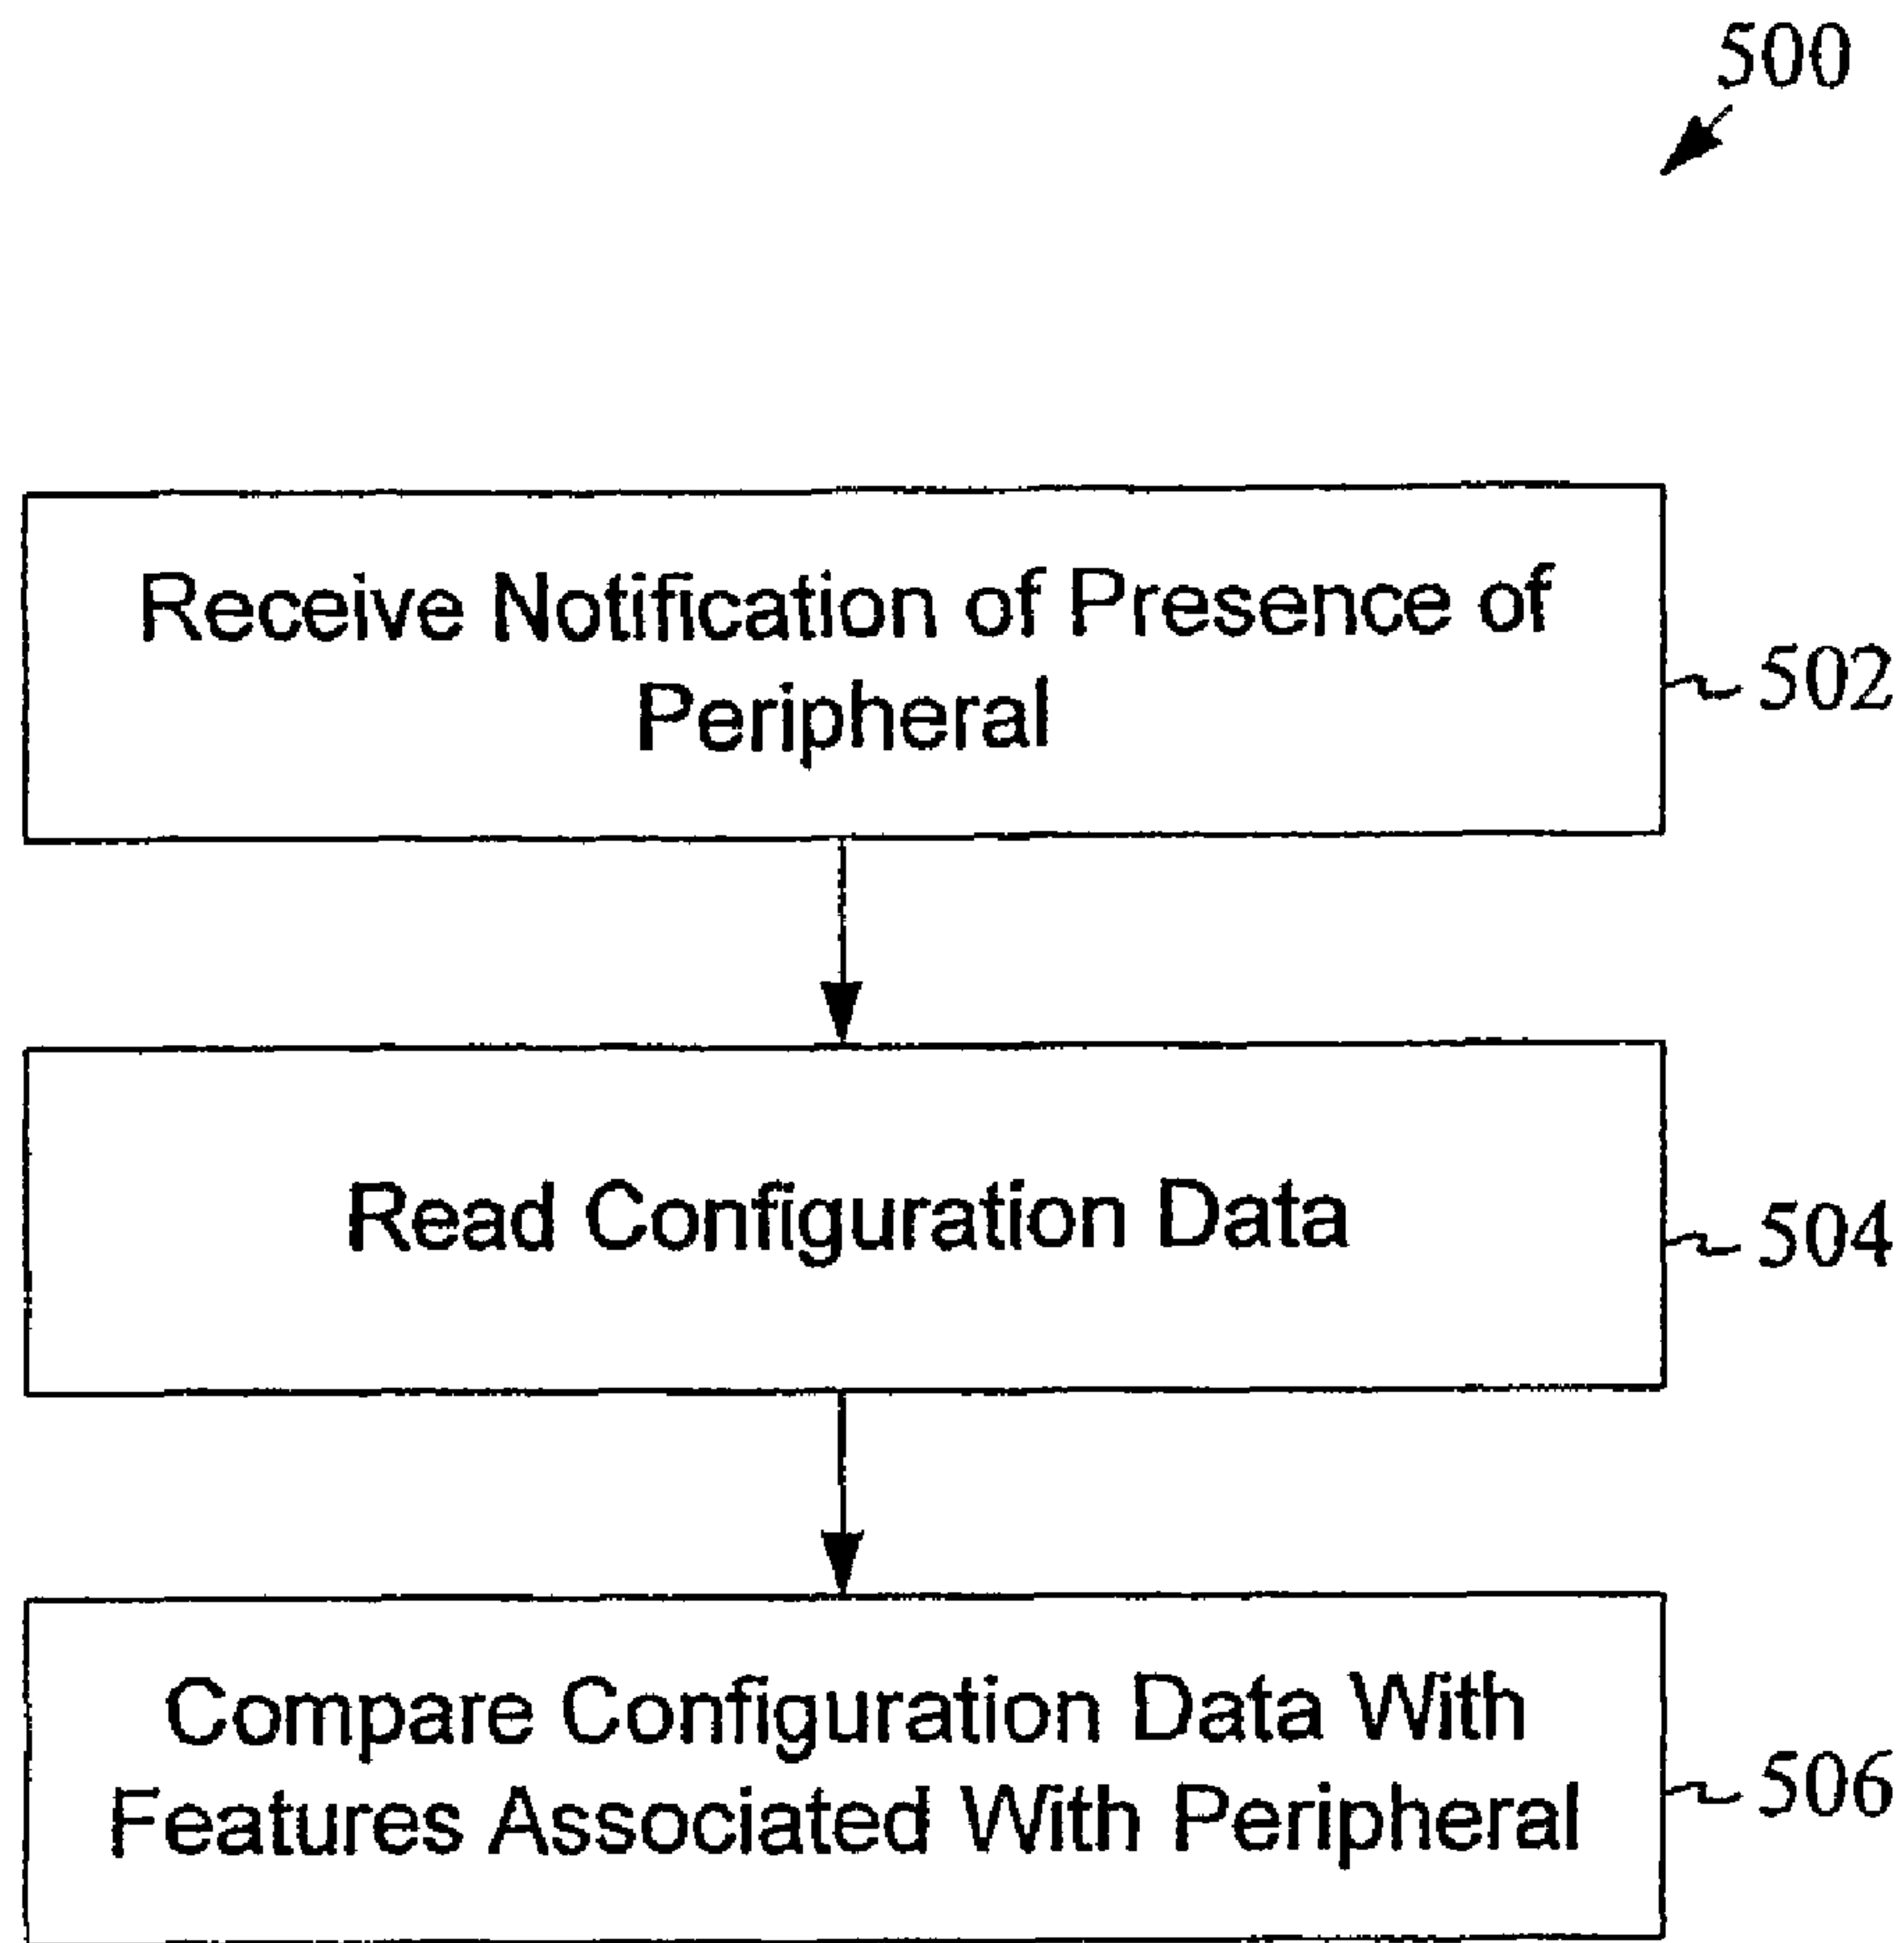 500
Receive Notification of Presence of
Peripheral
502
Read Configuration Data
504
Compare Configuration Data With
Features Associated With Peripheral
506